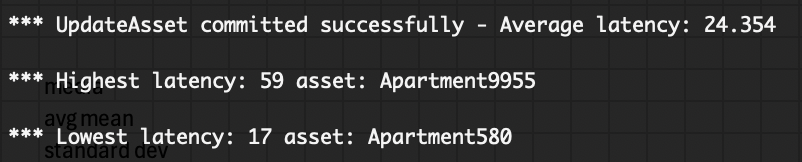 *** UpdateAsset committed successfully - Average latency: 24.354
*** Highest latency: 59 asset: Apartment9955
avg mean
*** Lowest latency: 17 asset: Apartment580
standard dev